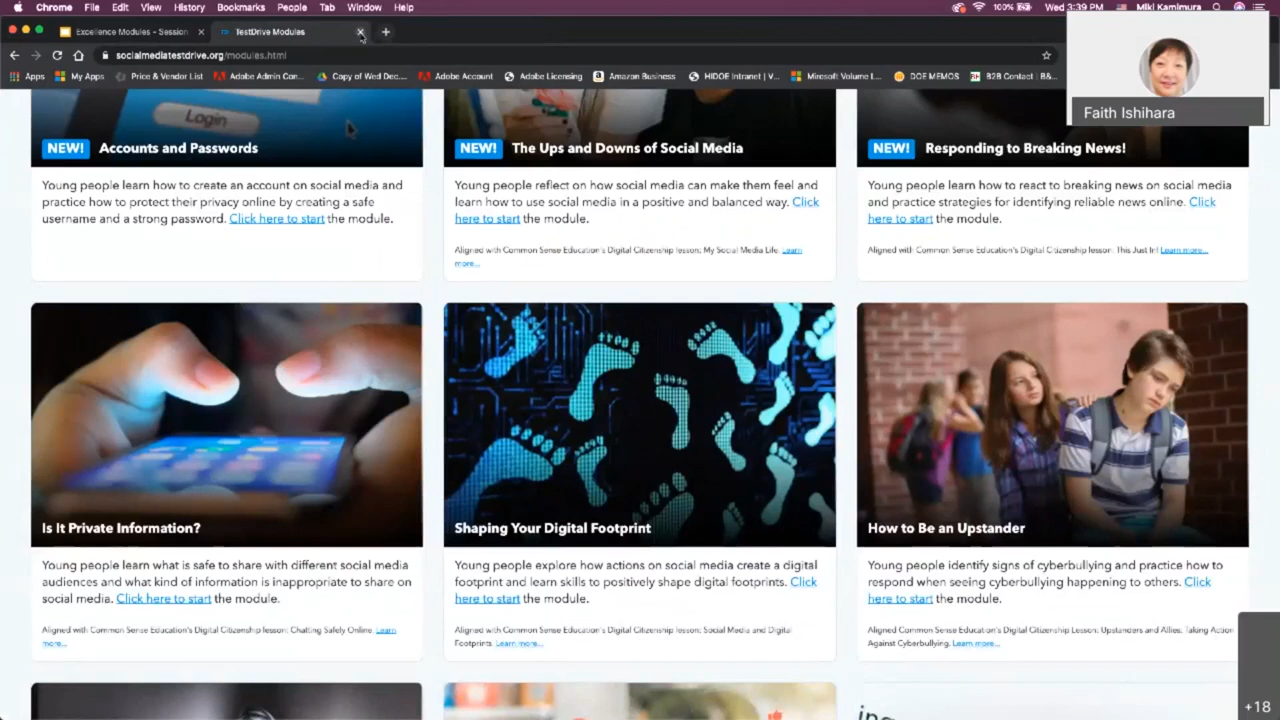 Chrome File Edit View History Bookmarks People Tab Window Help
100% Wed 3:39 PM Miki Kamimura
Excellence Modules - Session
TestDrive Modules
socialmediatestdrive.org/modules.html
Apps My Apps Price & Vendor List Adobe Admin Con... Copy of Wed Dec.... Adobe Account Adobe Licensing Amazon Business HIDOE Intranet | V... Mirosoft Volume L... DOE MEMOS B2B Contact | B&...
Faith Ishihara
Login
NEW! Accounts and Passwords
Young people learn how to create an account on social media and
practice how to protect their privacy online by creating a safe
username and a strong password. Click here to start the module.
NEW! The Ups and Downs of Social Media
Young people reflect on how social media can make them feel and
learn how to use social media in a positive and balanced way. Click
here to start the module.
Aligned with Common Sense Education's Digital Citizenship lesson: My Social Media Life. Learn
more...
NEW! Responding to Breaking News!
Young people learn how to react to breaking news on social media
and practice strategies for identifying reliable news online. Click
here to start the module.
Aligned with Common Sense Education's Digital Citizenship lesson: This Just In! Learn more...
Is It Private Information?
Young people learn what is safe to share with different social media
audiences and what kind of information is inappropriate to share on
social media. Click here to start the module.
Aligned with Common Sense Education's Digital Citizenship lesson: Chatting Safely Online. Learn
more...
Shaping Your Digital Footprint
Young people explore how actions on social media create a digital
footprint and learn skills to positively shape digital footprints. Click
here to start the module.
Aligned with Common Sense Education's Digital Citizenship lesson: Social Media and Digital
Footprints. Learn more...
How to Be an Upstander
Young people identify signs of cyberbullying and practice how to
respond when seeing cyberbullying happening to others. Click
here to start the module.
Aligned Common Sense Education's Digital Citizenship Lesson: Upstanders and Allies: Taking Action
Against Cyberbullying. Learn more...
+18